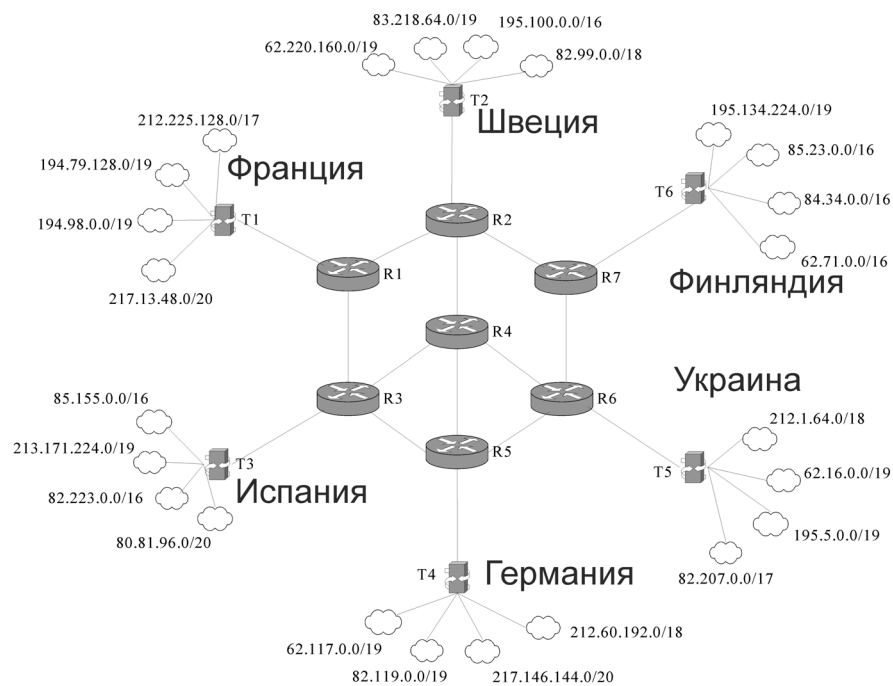 83.218.64.0/19
195.100.0.0/16
62.220.160.0/19
82.99.0.0/18
T2
Швеция
212.225.128.0/17
194.79.128.0/19
Франция
194.98.0.0/19
T1
217.13.48.0/20
195.134.224.0/19
85.23.0.0/16
T6
84.34.0.0/16
62.71.0.0/16
Финляндия
R2
R1
R7
R4
R3
R6
R5
85.155.0.0/16
213.171.224.0/19
T3
82.223.0.0/16
Испания
80.81.96.0/20
Украина
212.1.64.0/18
T5
62.16.0.0/19
195.5.0.0/19
82.207.0.0/17
T4
Германия
212.60.192.0/18
62.117.0.0/19
82.119.0.0/19
217.146.144.0/20